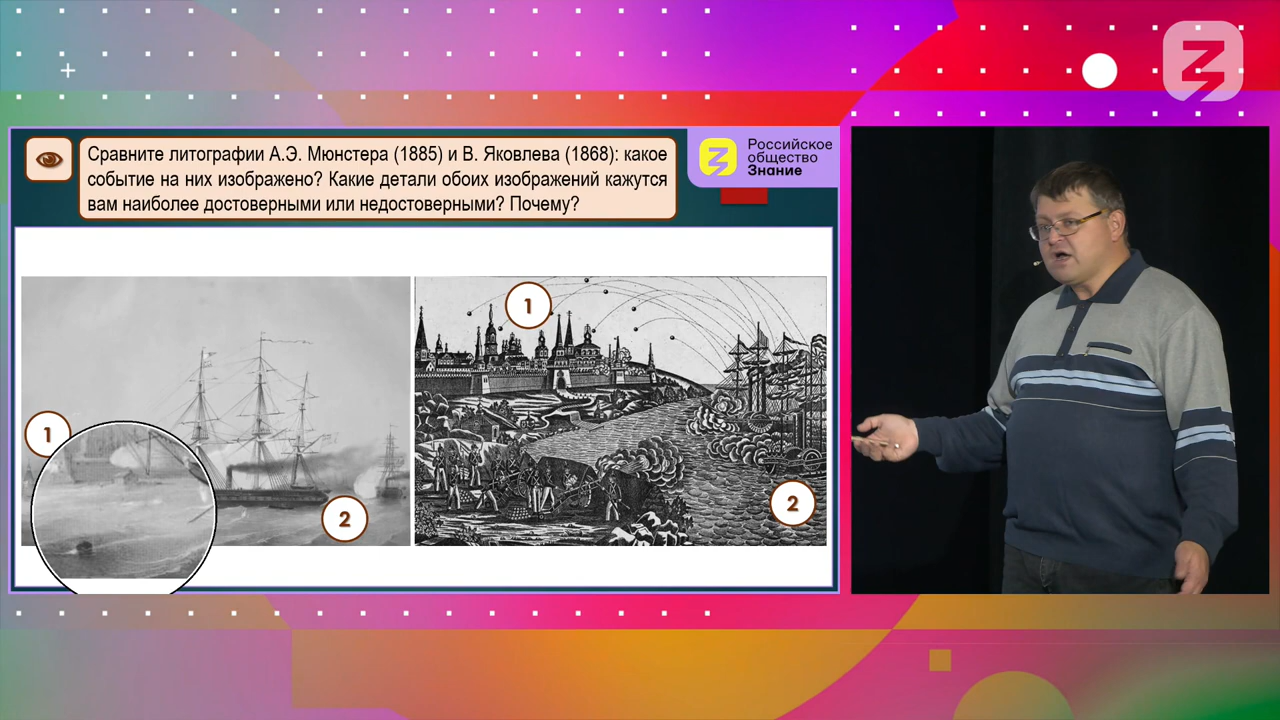 Сравните литографии А.Э. Мюнстера (1885) и В. Яковлева (1868): какое
событие на них изображено? Какие детали обоих изображений кажутся
вам наиболее достоверными или недостоверными? Почему?
Российское
общество
Знание
1
2
1
2